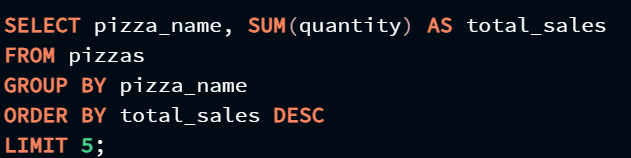 SELECT pizza_name, SUM(quantity) AS total_sales
FROM pizzas
GROUP BY pizza_name
ORDER BY total_sales DESC
LIMIT 5;